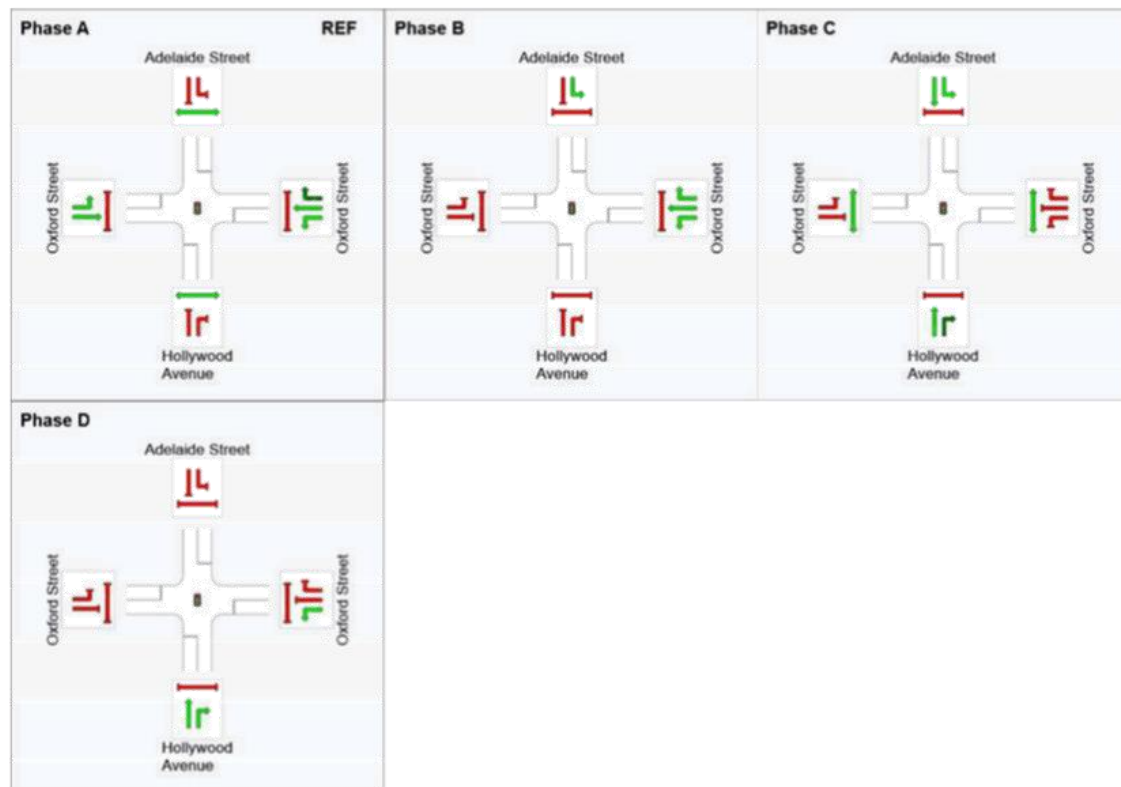 Phase A
REF
Adelaide Street
Oxford Street
Oxford Street
Hollywood
Avenue
Phase B
Adelaide Street
Oxford Street
Oxford Street
Hollywood
Avenue
Phase C
Adelaide Street
Oxford Street
Oxford Street
Hollywood
Avenue
Phase D
Adelaide Street
Oxford Street
Oxford Street
Hollywood
Avenue